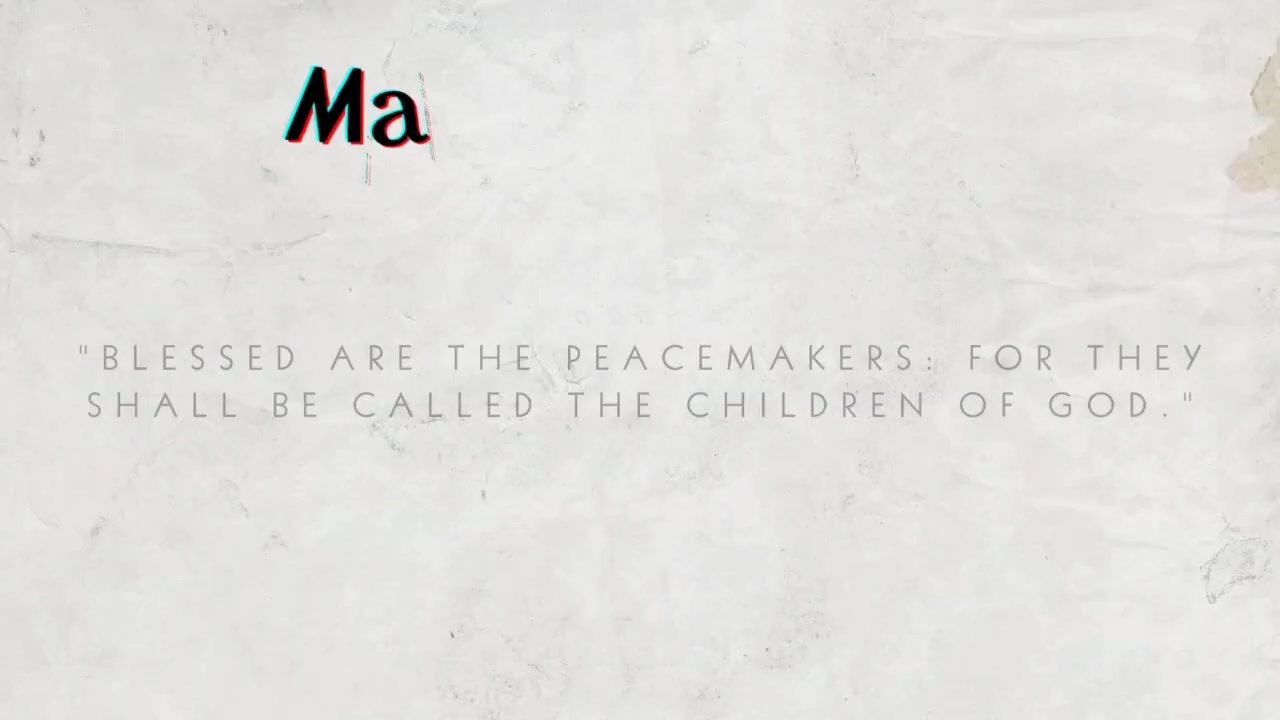 Ma
"BLESSED ARE THE PEACEMAKERS: FOR THEY
SHALL BE CALLED THE CHILDREN OF GOD."